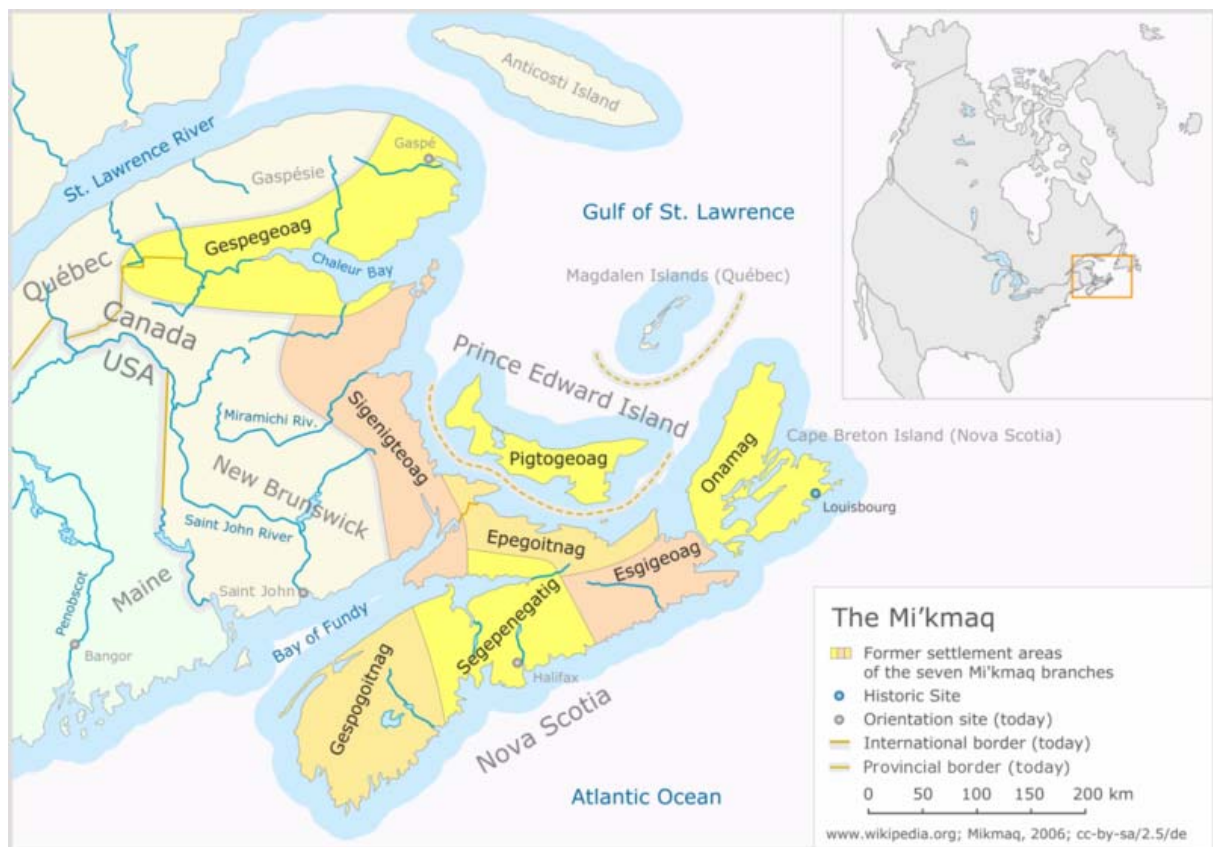 Anticosti Island
St. Lawrence River
Gaspé
Gaspésie
Gulf of St. Lawrence
Gespegeoag
Chaleur Bay
Magdalen Islands (Québec)
Québec
Canada
USA
Prince Edward Island
Sigenigteoag
Miramichi Riv.
Pigtogeoag
Onamag
Cape Breton Island (Nova Scotia)
Louisbourg
New Brunswick
Saint John River
Epegoitnag
Esgigeoag
Maine
Penobscot
Saint John
Bay of Fundy
Segepenegatig
Bangor
Halifax
Gespogoitnag
Nova Scotia
Atlantic Ocean
The Mi'kmaq
Former settlement areas
of the seven Mi'kmaq branches
Historic Site
Orientation site (today)
International border (today)
Provincial border (today)
0 50 100 150 200 km
www.wikipedia.org; Mikmaq, 2006; cc-by-sa/2.5/de